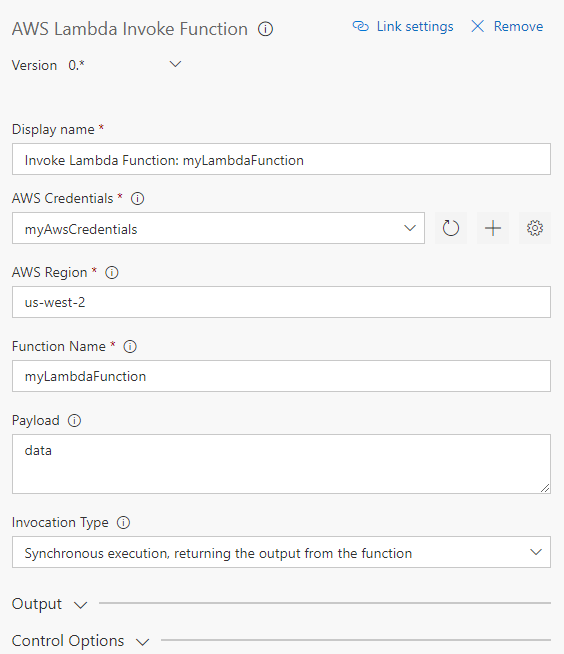 AWS Lambda Invoke Function Link settings Remove
Version 0.*
Display name *
Invoke Lambda Function: myLambdaFunction
AWS Credentials *
myAwsCredentials
AWS Region *
us-west-2
Function Name *
myLambdaFunction
Payload
data
Invocation Type
Synchronous execution, returning the output from the function
Output
Control Options